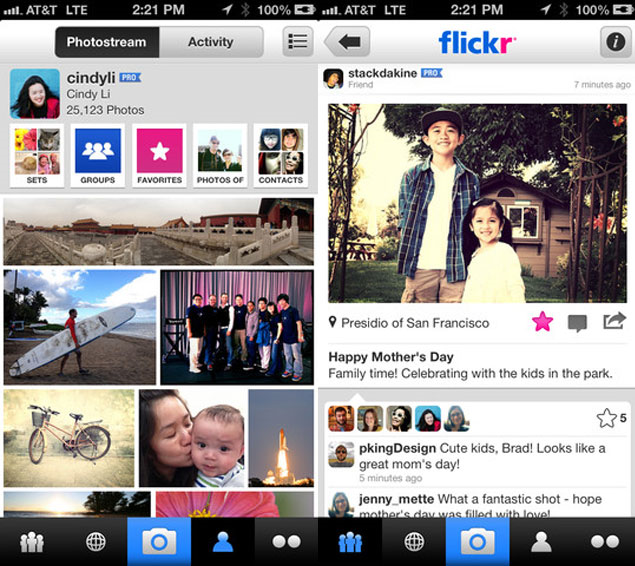 AT&T LTE 2:21 PM 100%
Photostream Activity
cindyli PRO
Cindy Li
25,123 Photos
SETS GROUPS FAVORITES PHOTOS OF CONTACTS
AT&T LTE 2:21 PM 100%
flickr
stackdakine PRO
Friend 7 minutes ago
Presidio of San Francisco
Happy Mother's Day
Family time! Celebrating with the kids in the park.
5
pKingDesign Cute kids, Brad! Looks like a
great mom's day!
5 minutes ago
jenny_mette What a fantastic shot - hope
mother's day was filled with love!